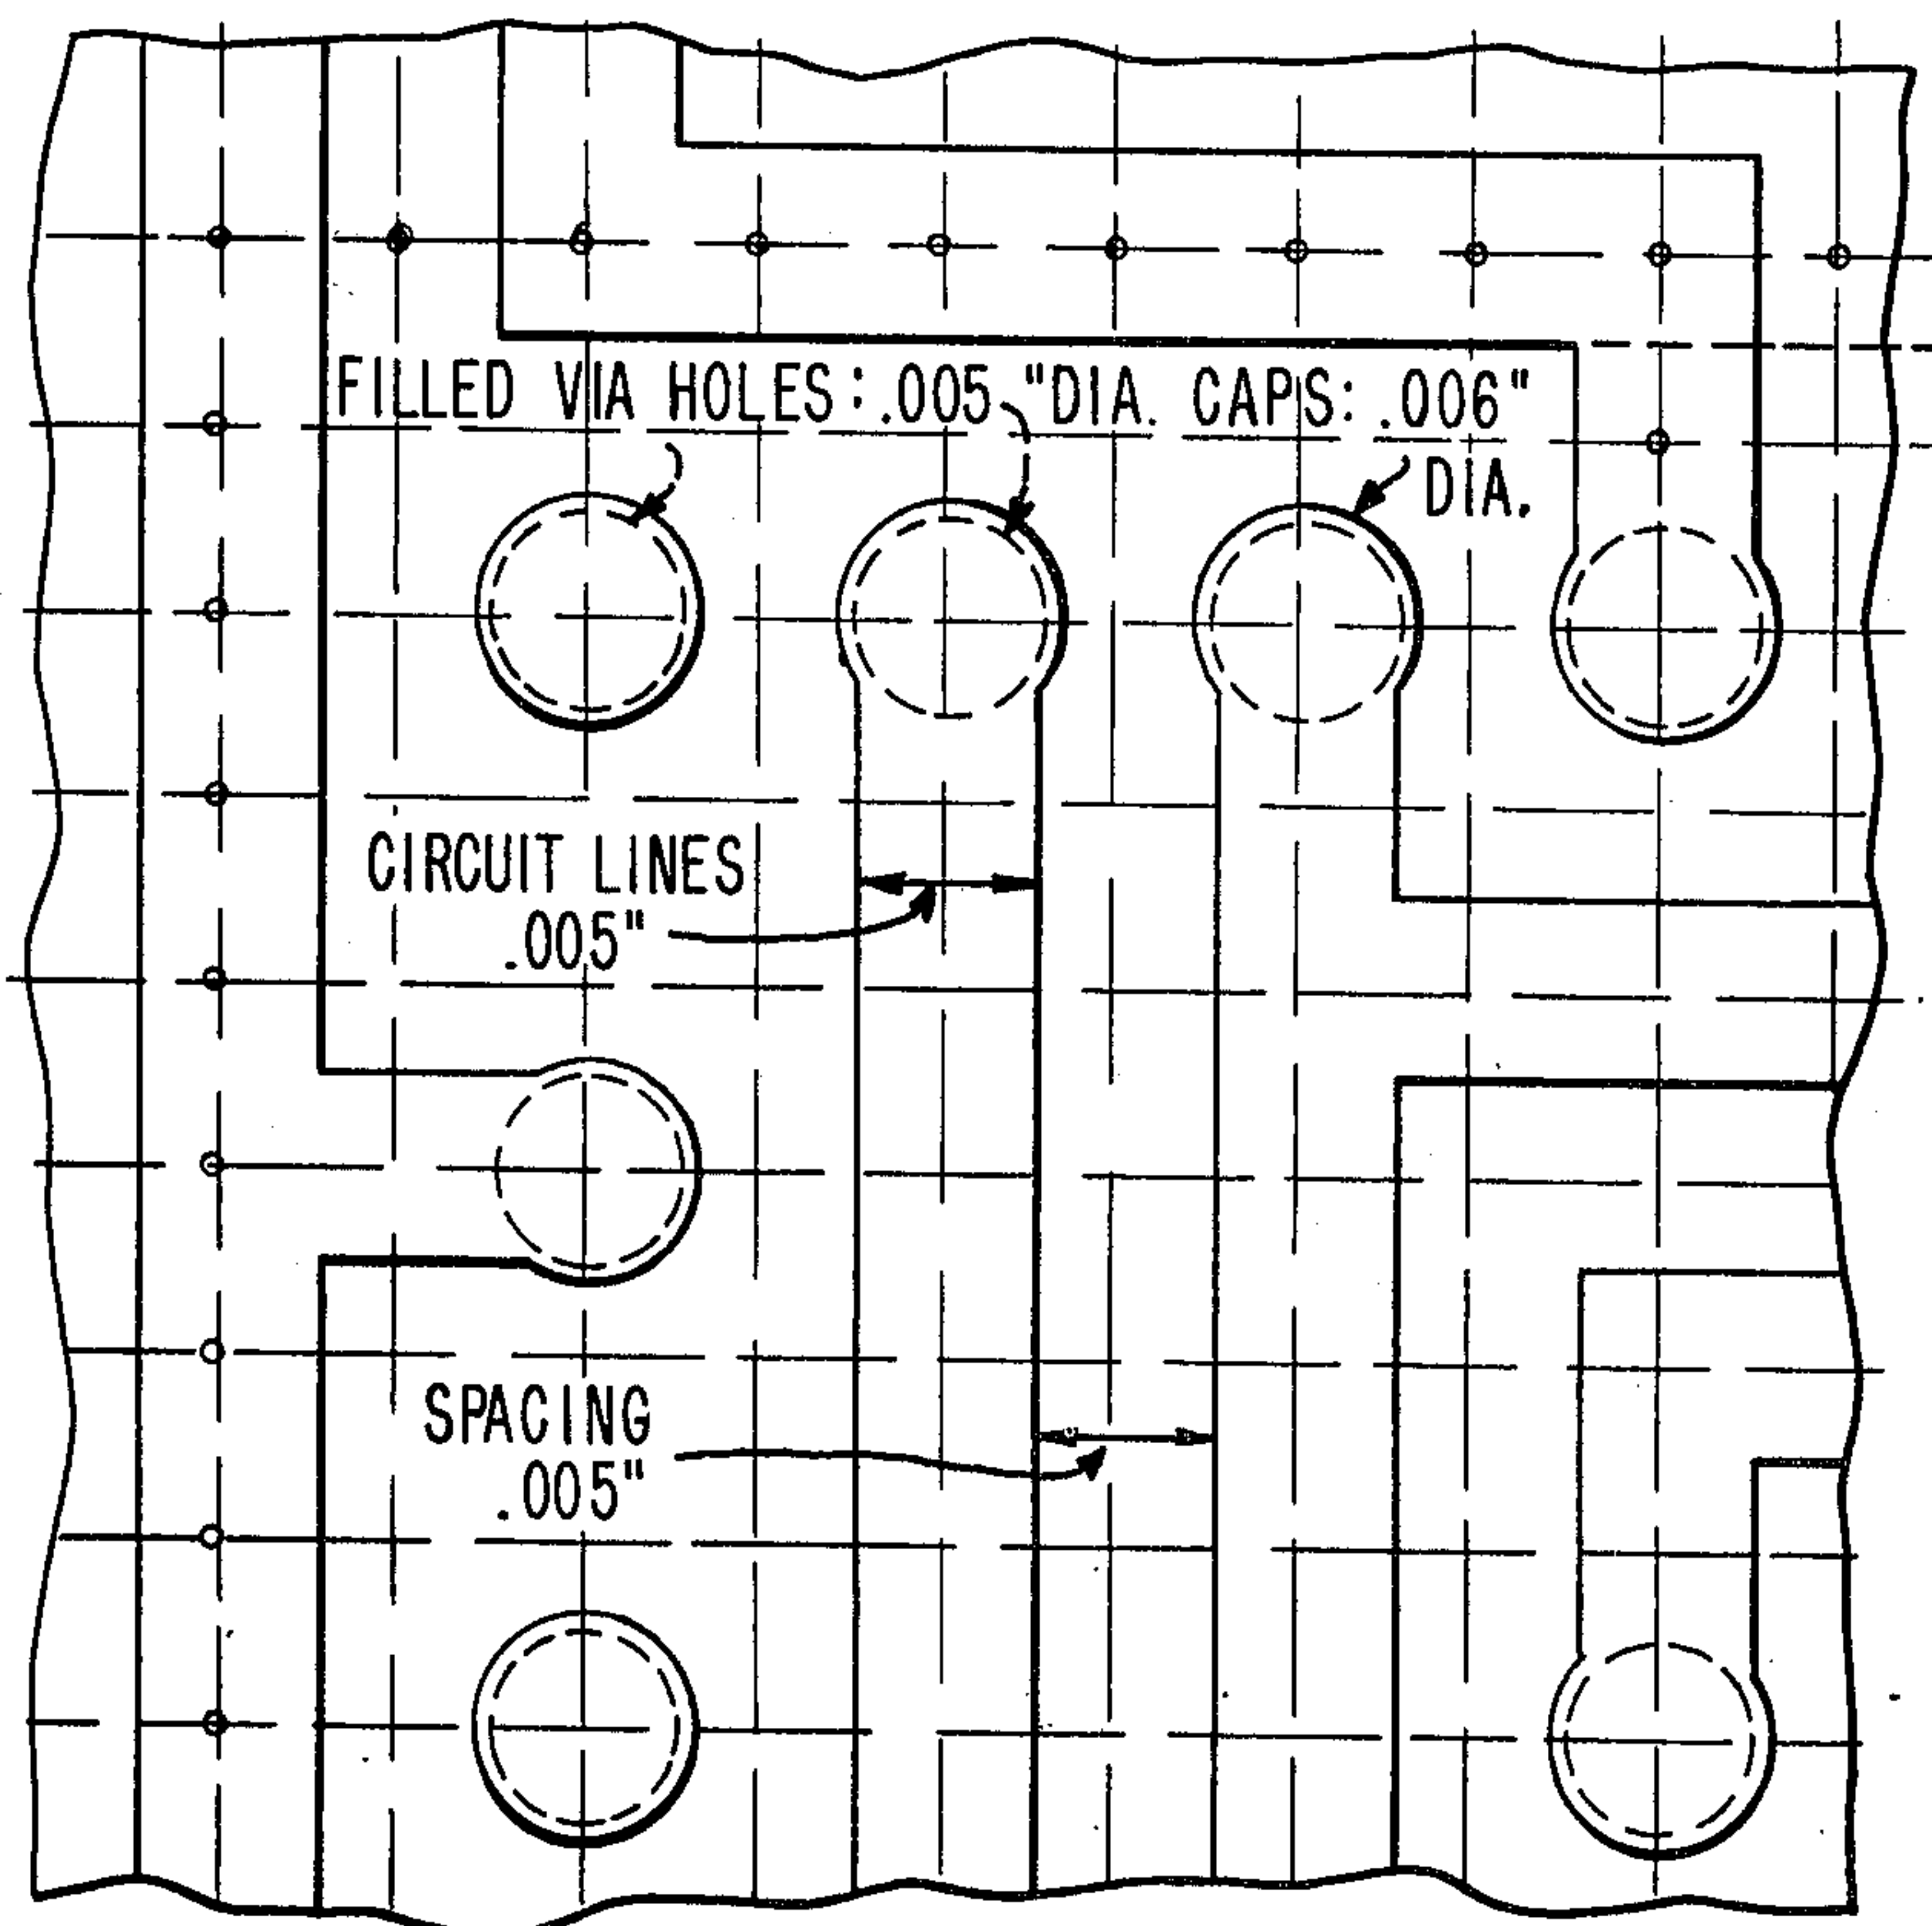 FILLED VIA HOLES: .005 "DIA. CAPS: .006"
DIA.
CIRCUIT LINES
.005"
SPACING
.005"